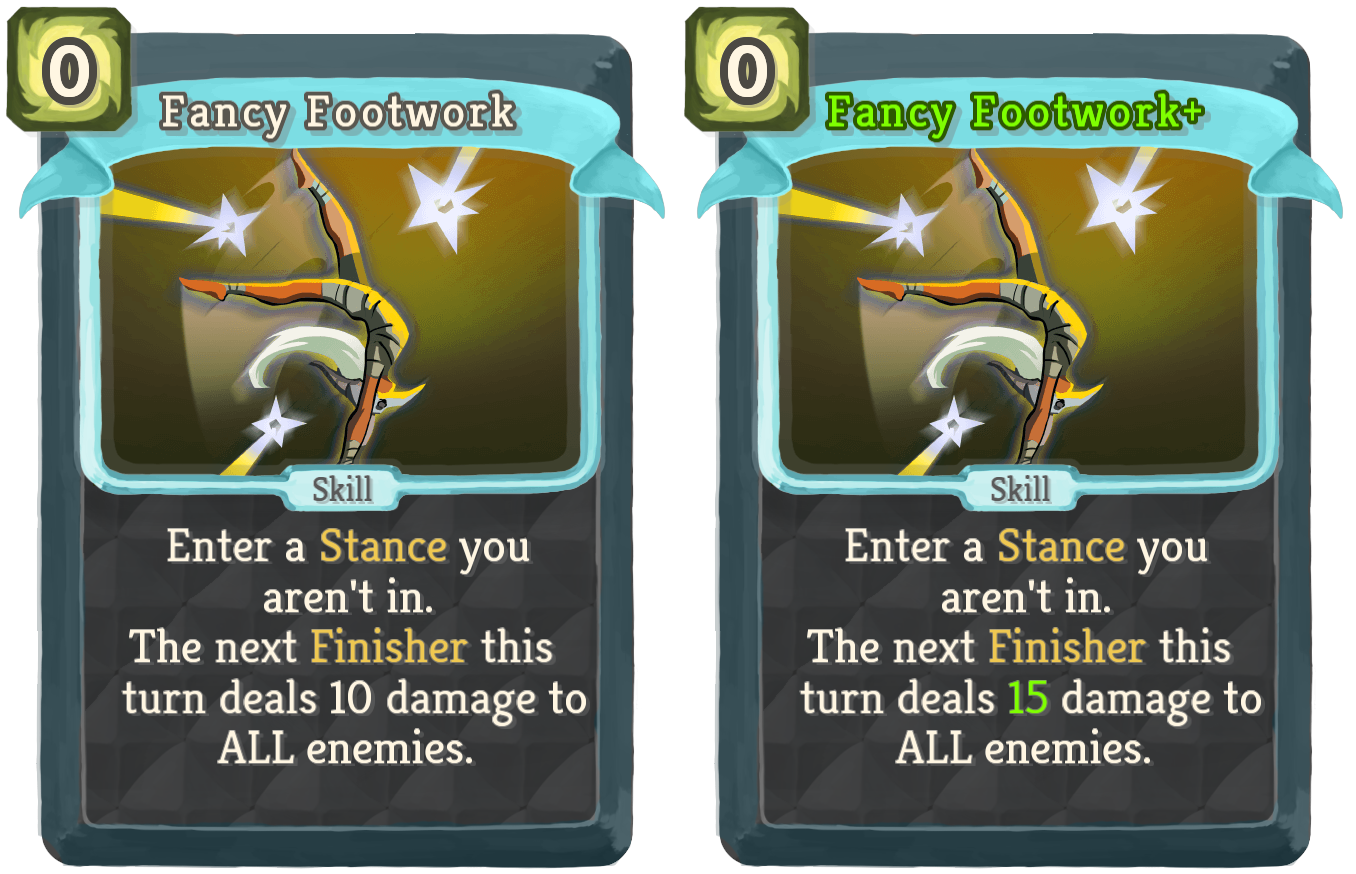 0
Fancy Footwork
Skill
Enter a Stance you
aren't in.
The next Finisher this
turn deals 10 damage to
ALL enemies.
0
Fancy Footwork+
Skill
Enter a Stance you
aren't in.
The next Finisher this
turn deals 15 damage to
ALL enemies.